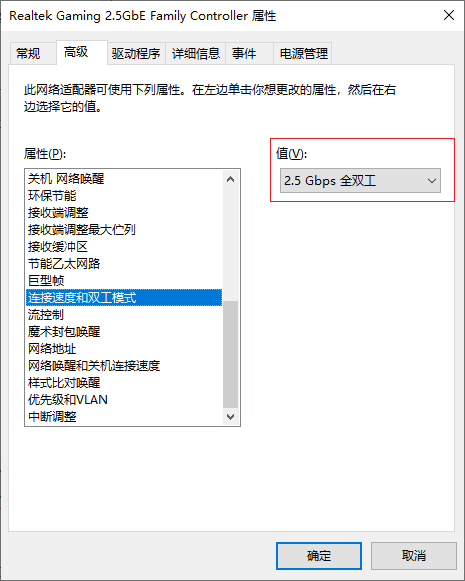 Realtek Gaming 2.5GbE Family Controller 属性
常规 高级 驱动程序 详细信息 事件 电源管理
此网络适配器可使用下列属性。在左边单击你想更改的属性，然后在右
边选择它的值。
属性(P): 值(V):
2.5 Gbps 全双工
关机 网络唤醒
环保节能
接收端调整
接收端调整最大伫列
接收缓冲区
节能乙太网路
巨型帧
连接速度和双工模式
流控制
魔术封包唤醒
网络地址
网络唤醒和关机连接速度
样式比对唤醒
优先级和VLAN
中断调整
确定 取消